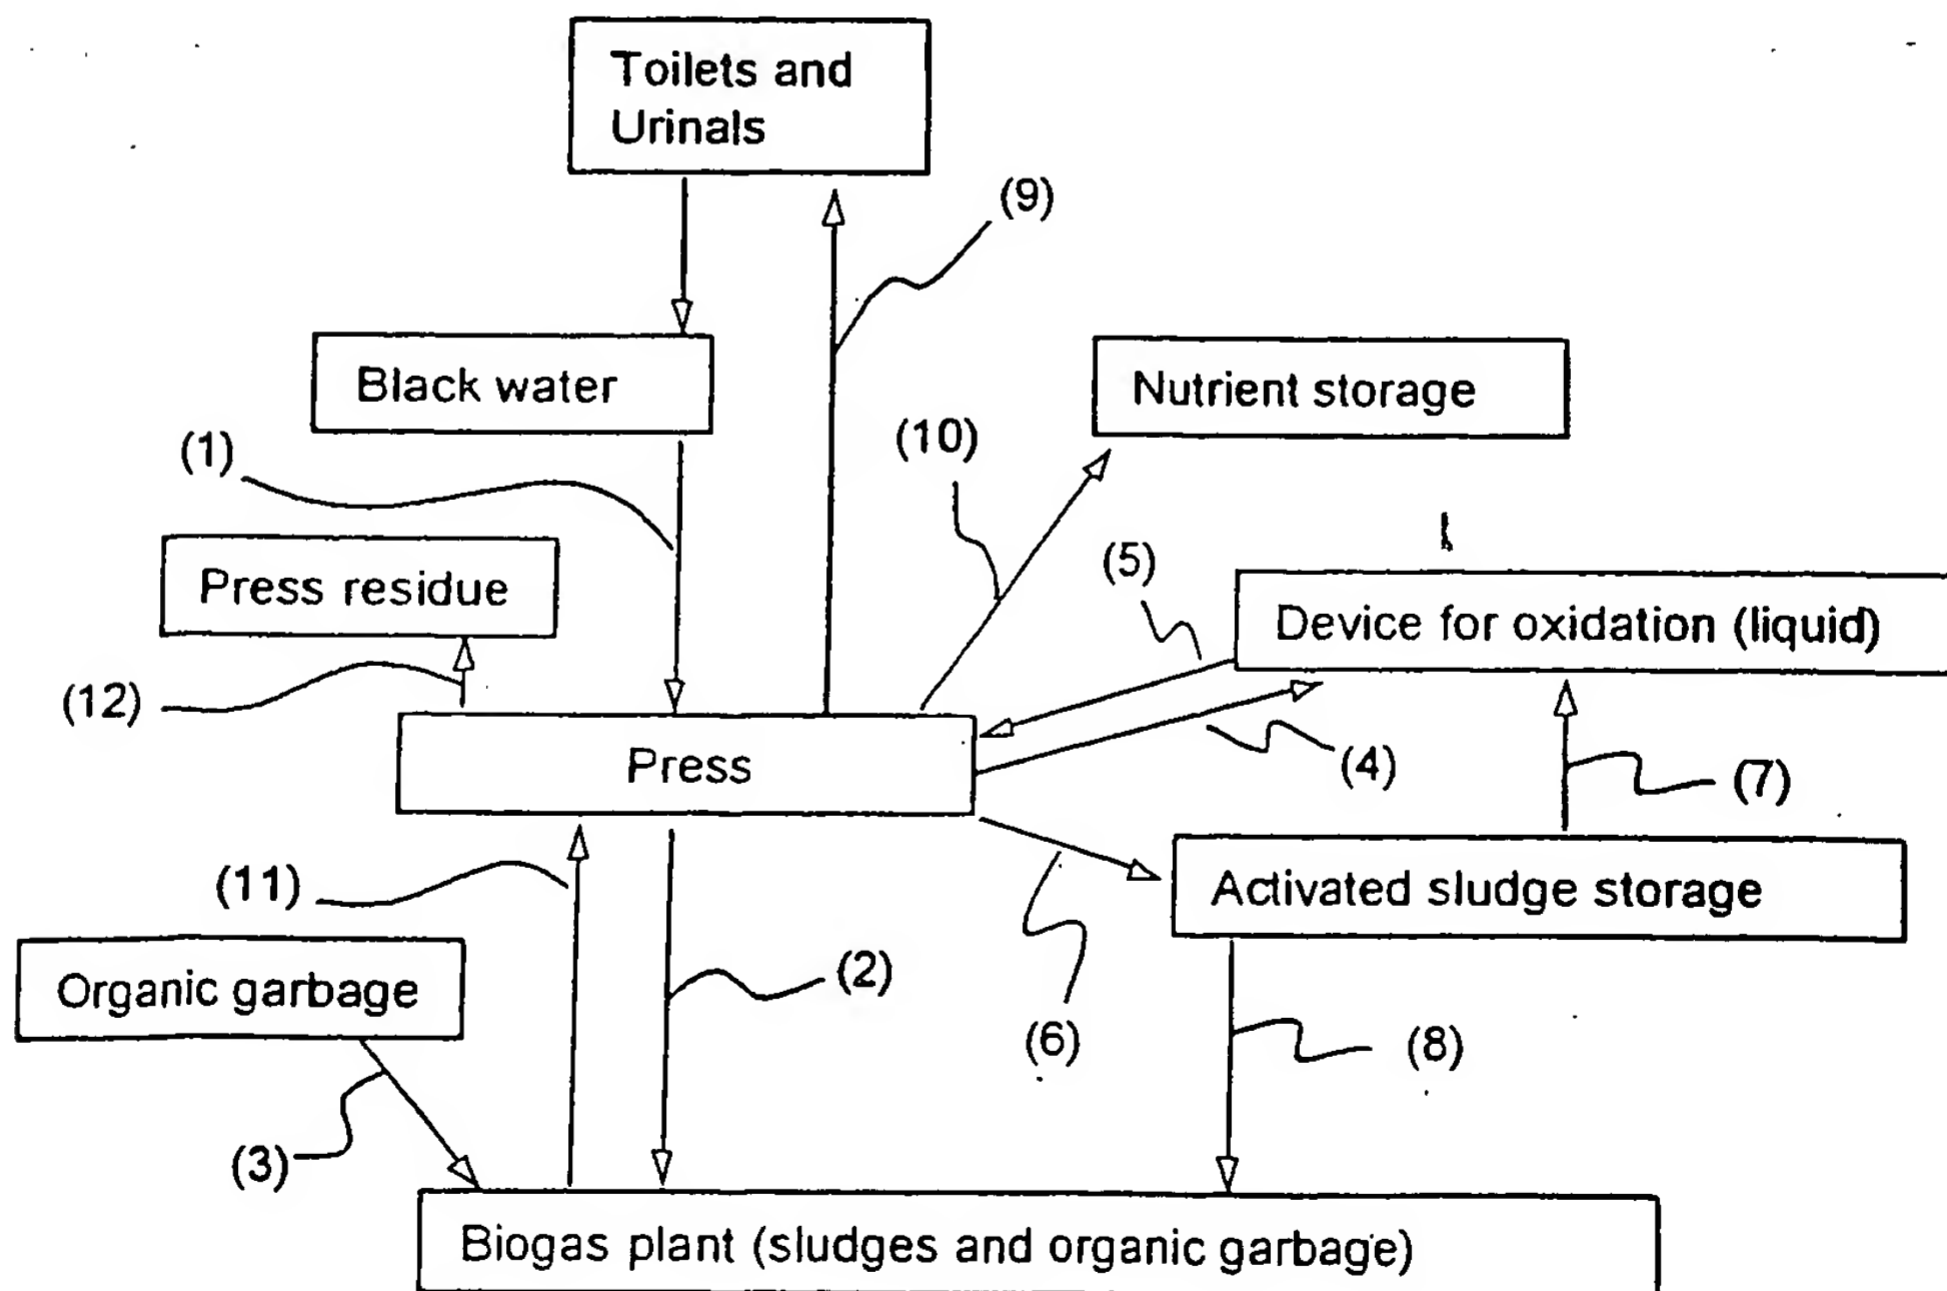 Toilets and
Urinals
(9)
Black water
Nutrient storage
(1)
(10)
Press residue
(5)
Device for oxidation (liquid)
(12)
Press
(4)
(7)
(11)
Activated sludge storage
Organic garbage
(2)
(6)
(8)
(3)
Biogas plant (sludges and organic garbage)